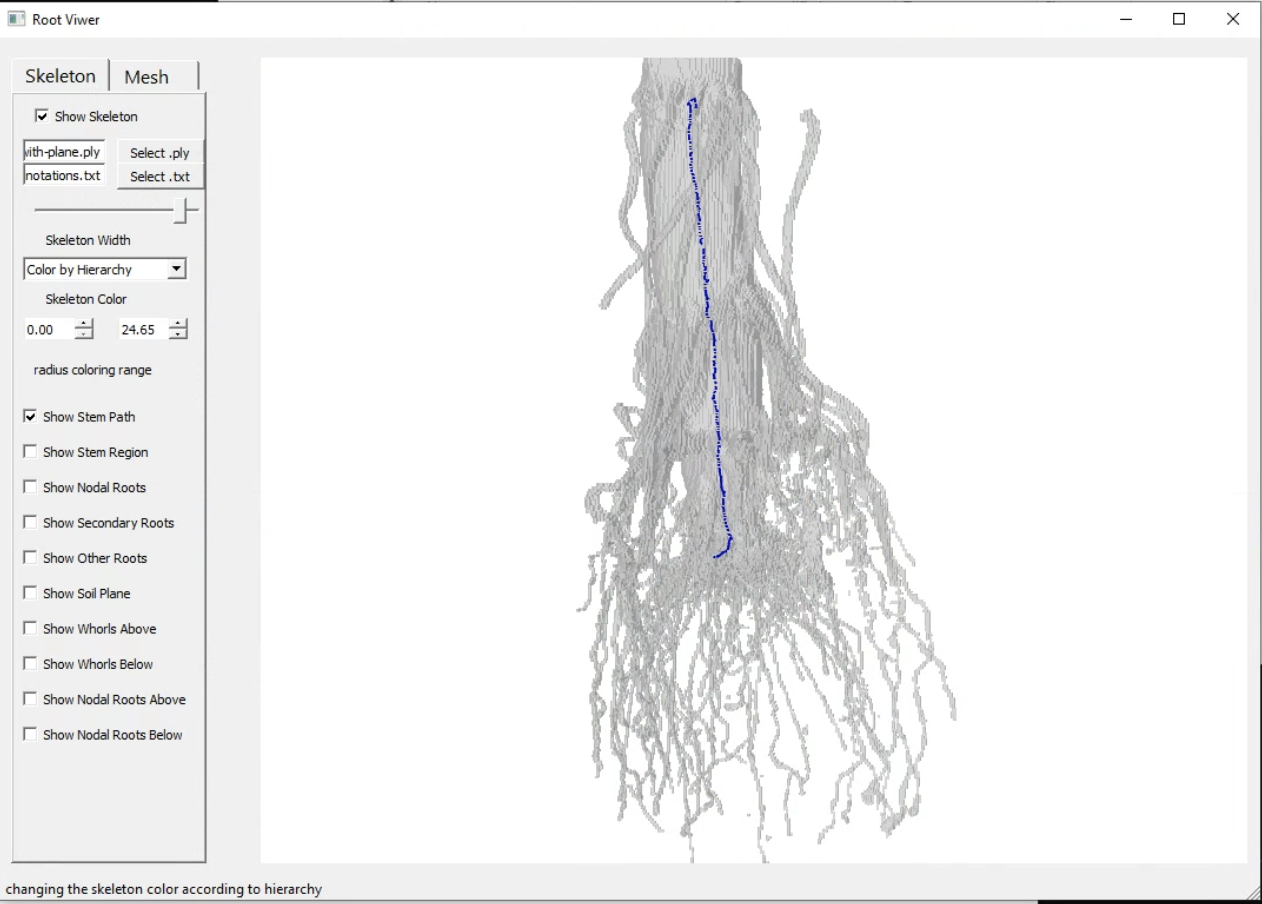 Root Viwer
Skeleton
Mesh
Show Skeleton
with-plane.ply
Select .ply
notations.txt
Select .txt
Skeleton Width
Color by Hierarchy
Skeleton Color
0.00
24.65
radius coloring range
Show Stem Path
Show Stem Region
Show Nodal Roots
Show Secondary Roots
Show Other Roots
Show Soil Plane
Show Whorls Above
Show Whorls Below
Show Nodal Roots Above
Show Nodal Roots Below
changing the skeleton color according to hierarchy